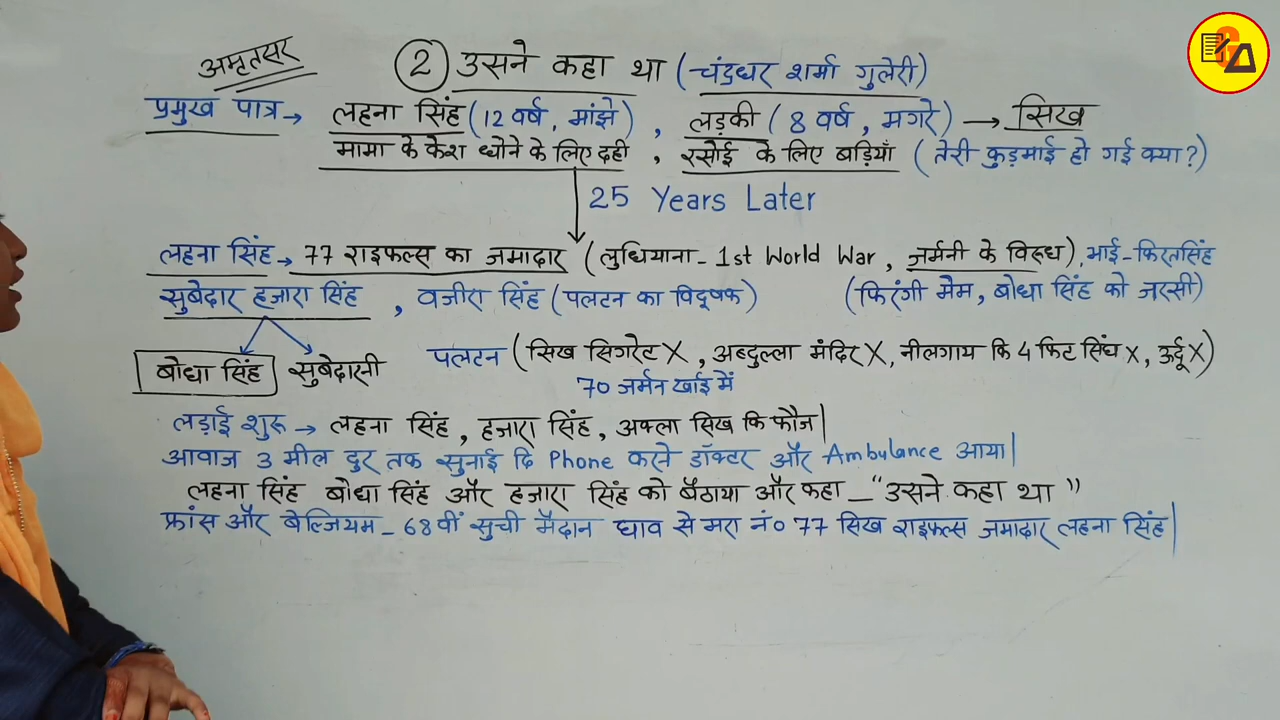 अमृतसर
② उसने कहा था (चंद्रधर शर्मा गुलेरी)
प्रमुख पात्र → लहना सिंह (12 वर्ष, मांझे), लड़की (8 वर्ष, मगरे) → सिख
मामा के केश धोने के लिए दही, रसोई के लिए बड़ियाँ (तेरी कुड़माई हो गई क्या?)
25 Years Later
लहना सिंह → 77 राइफल्स का जमादार (लुधियाना - 1st World War, जर्मनी के विरूध), भाई - किरतसिंह
सुबेदार हजारा सिंह, वजीरा सिंह (पलटन का विदूषक) (फिरंगी मेम, बोधा सिंह को जरसी)
बोधा सिंह सुबेदारनी पलटन (सिख सिगरेट X, अब्दुल्ला मंदिर X, नीलगाय कि 4 फिट सिंघ X, ऊर्दू X)
70 जर्मन खाई में
लड़ाई शुरू → लहना सिंह, हजारा सिंह, अकाला सिख कि फौज|
आवाज 3 मील दुर तक सुनाई दि Phone करने डॉक्टर और Ambulance आया|
लहना सिंह बोधा सिंह और हजारा सिंह को बैठाया और कहा - "उसने कहा था"
फ्रांस और बेल्जियम - 68वीं सुची मैदान घाव से मरा नं० 77 सिख राइफल्स जमादार लहना सिंह|